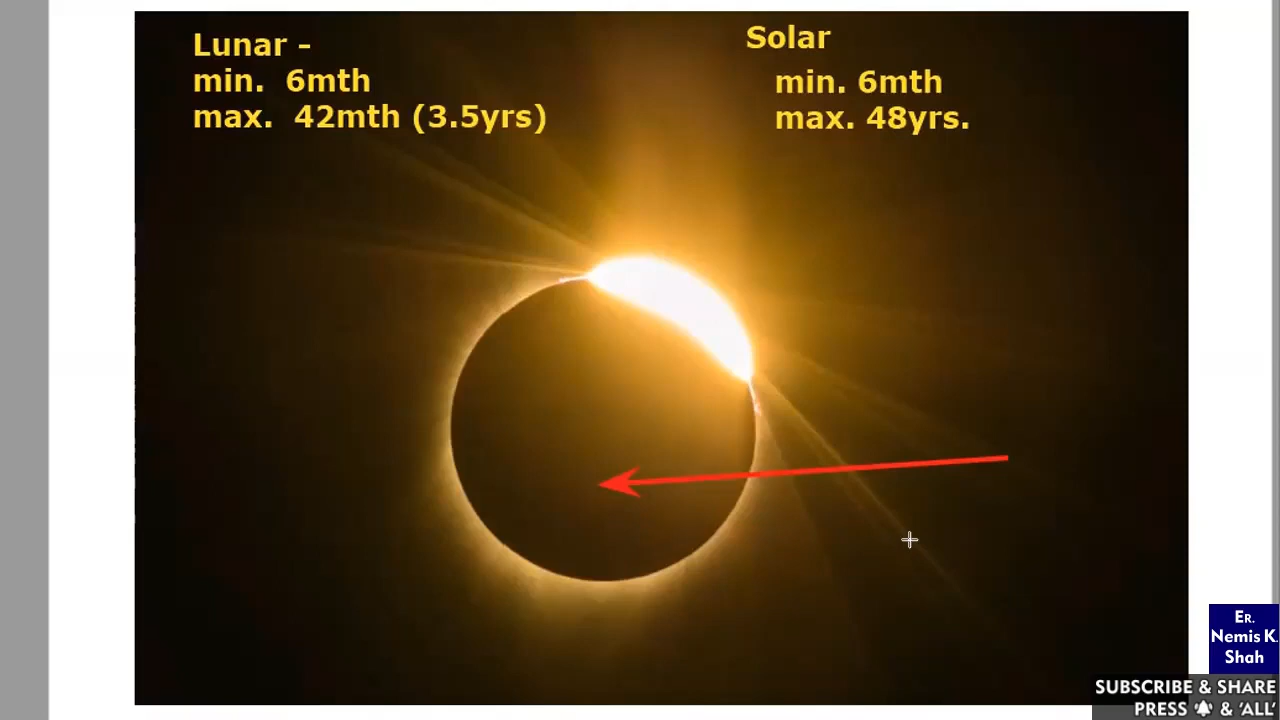 Lunar -
min.  6mth
max.  42mth (3.5yrs)
Solar
min. 6mth
max. 48yrs.
ER.
Nemis K.
Shah
SUBSCRIBE & SHARE
PRESS 🔔 & 'ALL'